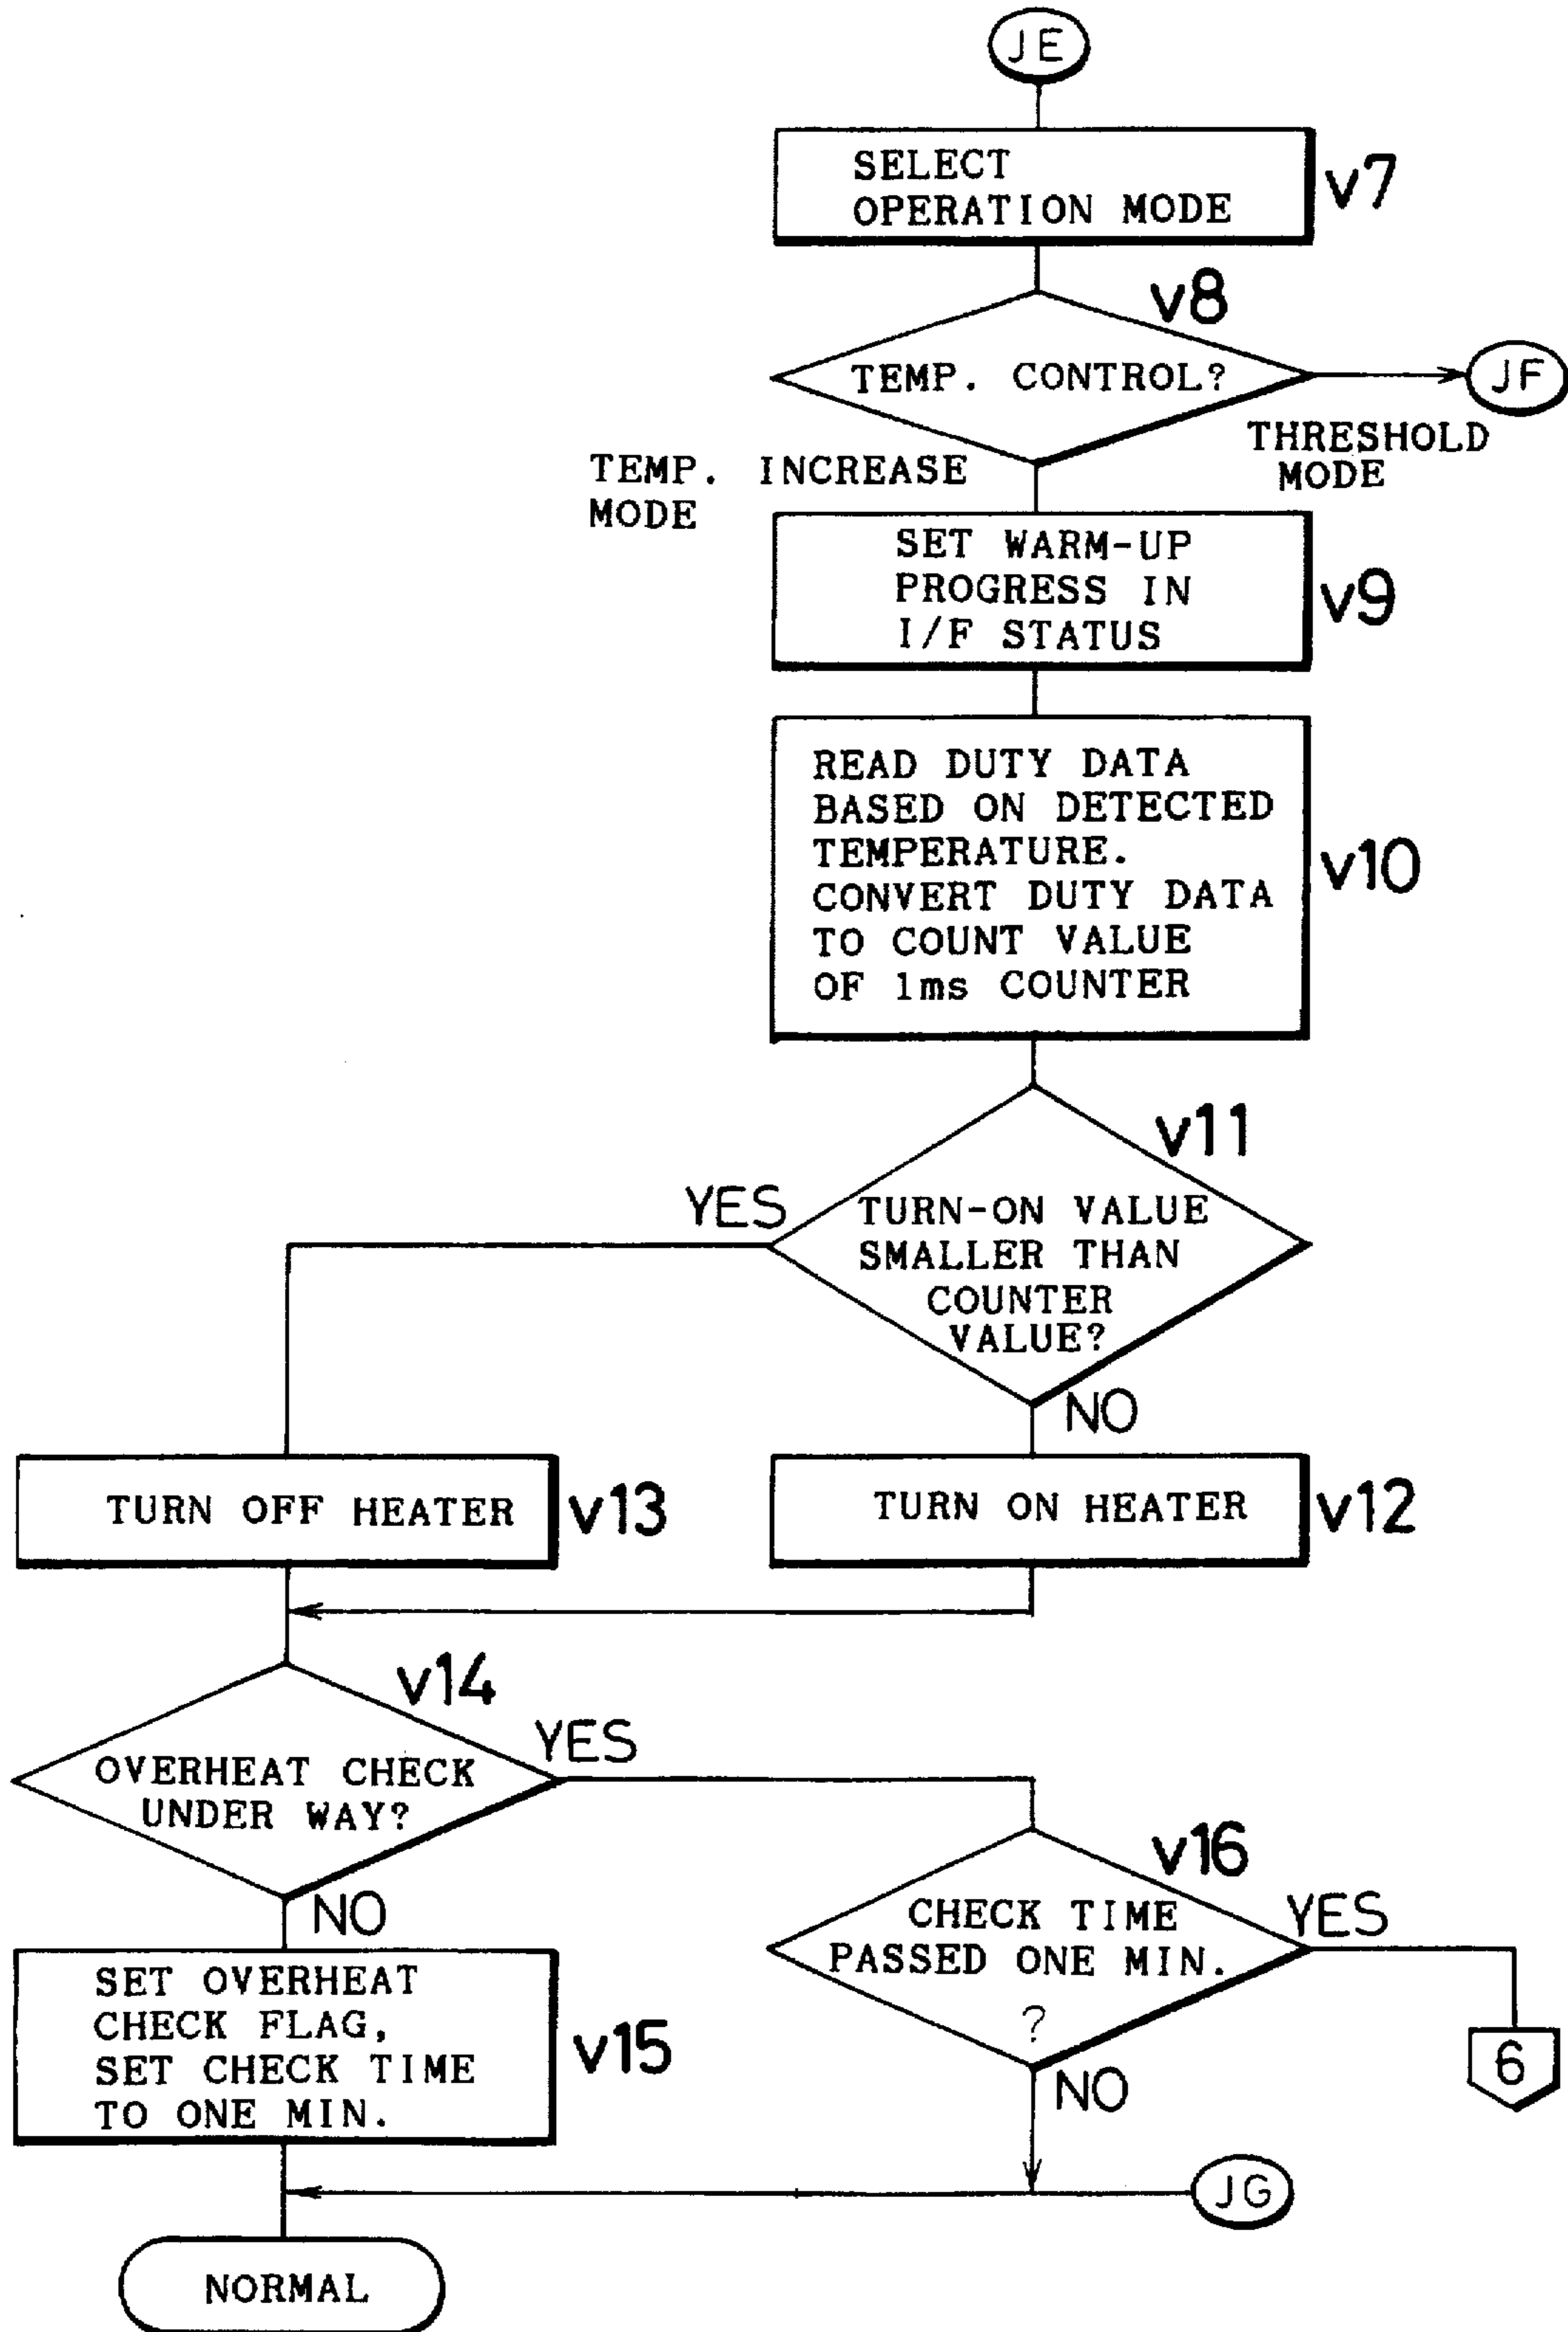 JE
SELECT
OPERATION MODE
v7
v8
TEMP. CONTROL?
JF
THRESHOLD
MODE
TEMP. INCREASE
MODE
SET WARM-UP
PROGRESS IN
I/F STATUS
v9
READ DUTY DATA
BASED ON DETECTED
TEMPERATURE.
CONVERT DUTY DATA
TO COUNT VALUE
OF 1ms COUNTER
v10
v11
YES
TURN-ON VALUE
SMALLER THAN
COUNTER
VALUE?
NO
TURN OFF HEATER
v13
TURN ON HEATER
v12
v14
YES
OVERHEAT CHECK
UNDER WAY?
NO
v16
CHECK TIME
PASSED ONE MIN.
?
YES
NO
6
SET OVERHEAT
CHECK FLAG,
SET CHECK TIME
TO ONE MIN.
v15
JG
NORMAL